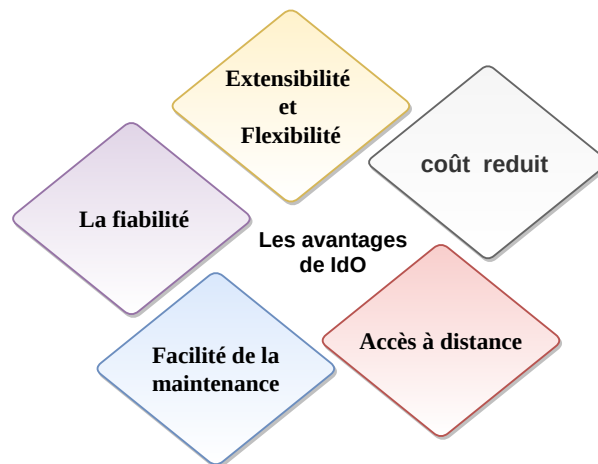 Extensibilité
et
Flexibilité
coût reduit
La fiabilité
Les avantages
de IdO
Accès à distance
Facilité de la
maintenance